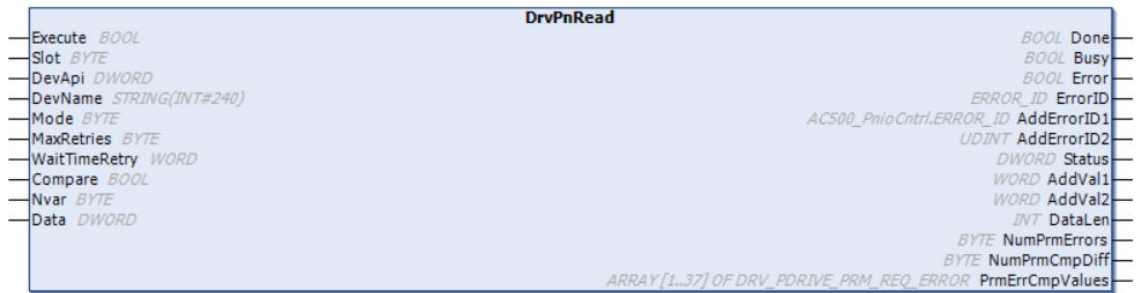 DrvPnRead
Execute BOOL BOOL Done
Slot BYTE BOOL Busy
DevApi DWORD BOOL Error
DevName STRING(INT#240) ERROR_ID ErrorID
Mode BYTE AC500_PnioCntrl.ERROR_ID AddErrorID1
MaxRetries BYTE UDINT AddErrorID2
WaitTimeRetry WORD DWORD Status
Compare BOOL WORD AddVal1
Nvar BYTE WORD AddVal2
Data DWORD INT DataLen
BYTE NumPrmErrors
BYTE NumPrmCmpDiff
ARRAY [1..37] OF DRV_PDRIVE_PRM_REQ_ERROR PrmErrCmpValues